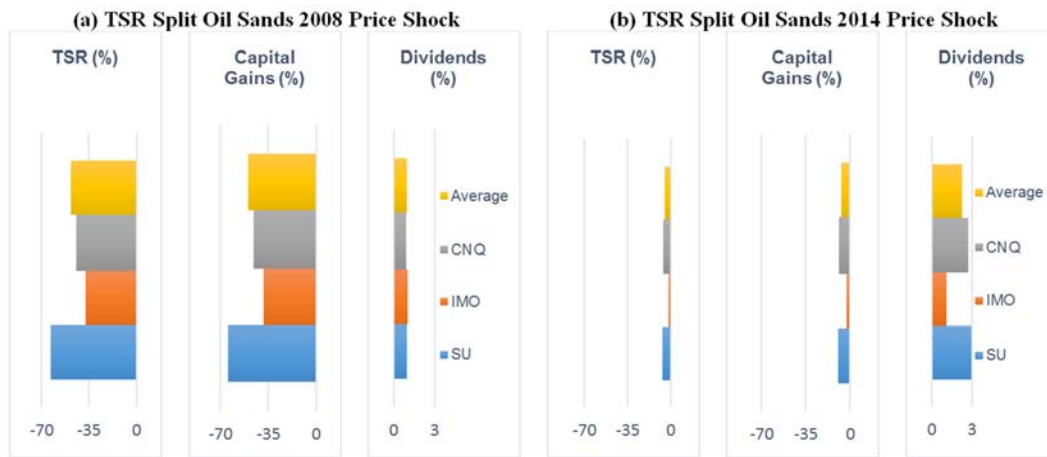 (a) TSR Split Oil Sands 2008 Price Shock
TSR (%)
Capital
Gains (%)
Dividends
(%)
Average
CNQ
IMO
SU
-70 -35 0
-70 -35 0
0 3
(b) TSR Split Oil Sands 2014 Price Shock
TSR (%)
Capital
Gains (%)
Dividends
(%)
Average
CNQ
IMO
SU
-70 -35 0
-70 -35 0
0 3